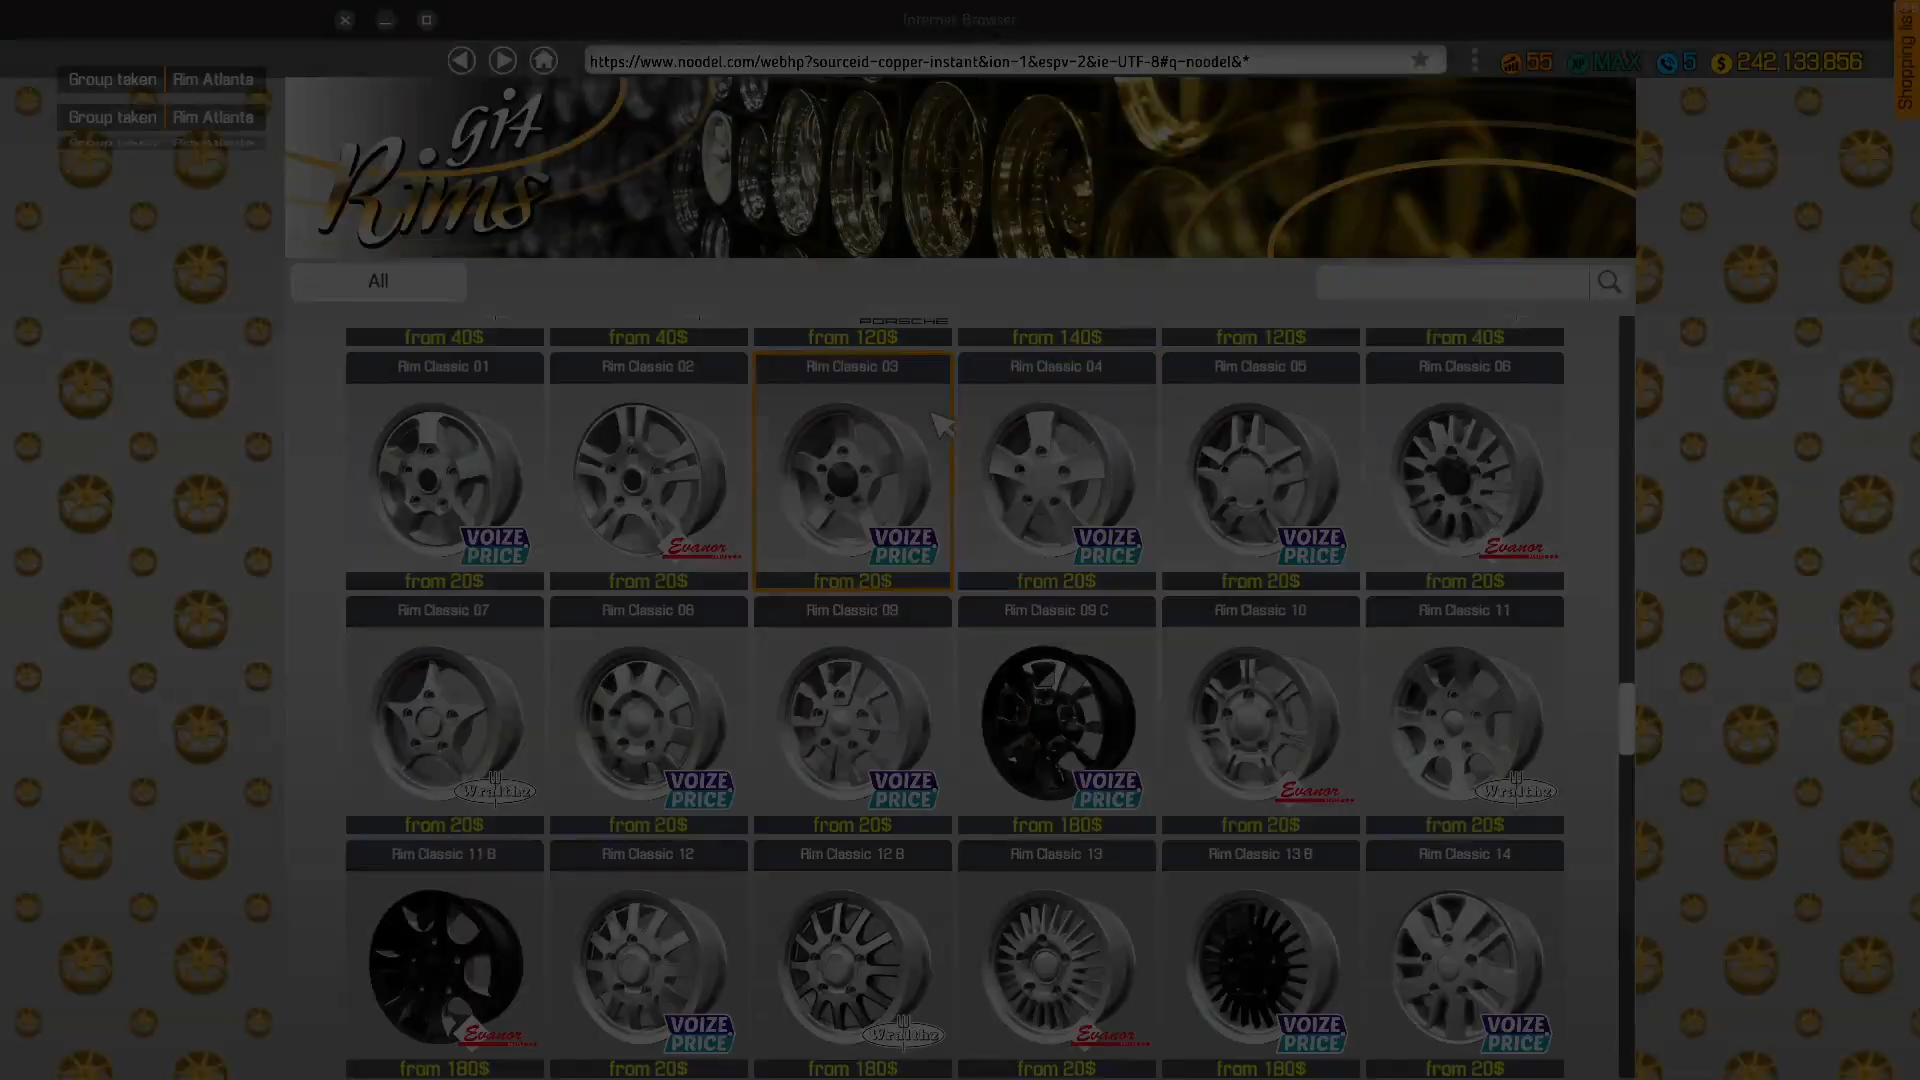 Internet Browser
Shopping list
https://www.noodel.com/webhp?sourceid-copper-instant&ion-1&espv-2&ie-UTF-8#q-noodel&*
55 XP MAX 5 $ 242,133,856
Group taken Rim Atlanta
Group taken Rim Atlanta
git
Rims
All
PORSCHE
from 40$ from 40$ from 120$ from 140$ from 120$ from 40$
Rim Classic 01 Rim Classic 02 Rim Classic 03 Rim Classic 04 Rim Classic 05 Rim Classic 06
VOIZE PRICE Evanor VOIZE PRICE VOIZE PRICE VOIZE PRICE Evanor
from 20$ from 20$ from 20$ from 20$ from 20$ from 20$
Rim Classic 07 Rim Classic 08 Rim Classic 09 Rim Classic 09 C Rim Classic 10 Rim Classic 11
Wralthz VOIZE PRICE VOIZE PRICE VOIZE PRICE Evanor Wralthz
from 20$ from 20$ from 20$ from 180$ from 20$ from 20$
Rim Classic 11 B Rim Classic 12 Rim Classic 12 B Rim Classic 13 Rim Classic 13 B Rim Classic 14
Evanor VOIZE PRICE Wralthz Evanor VOIZE PRICE VOIZE PRICE
from 180$ from 20$ from 180$ from 20$ from 180$ from 20$